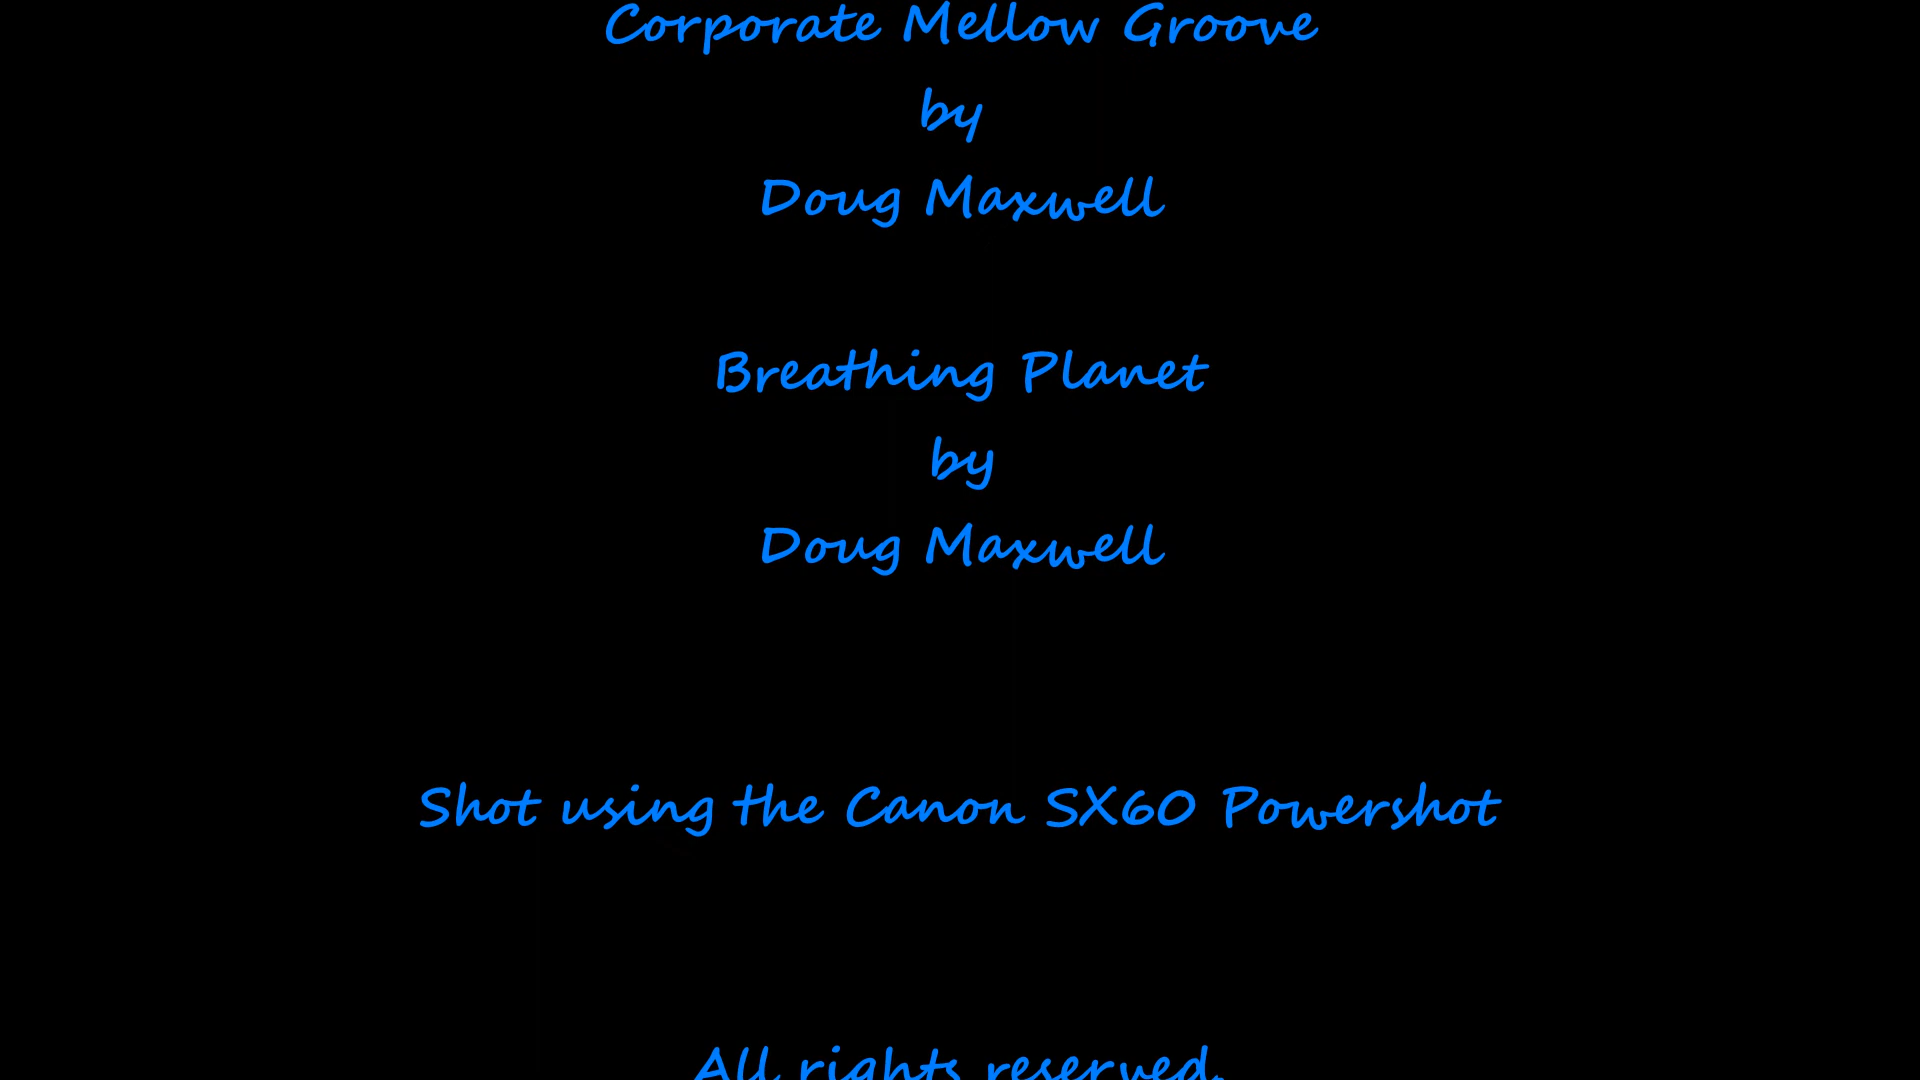 Corporate Mellow Groove
by
Doug Maxwell
Breathing Planet
by
Doug Maxwell
Shot using the Canon SX60 Powershot
All rights reserved.